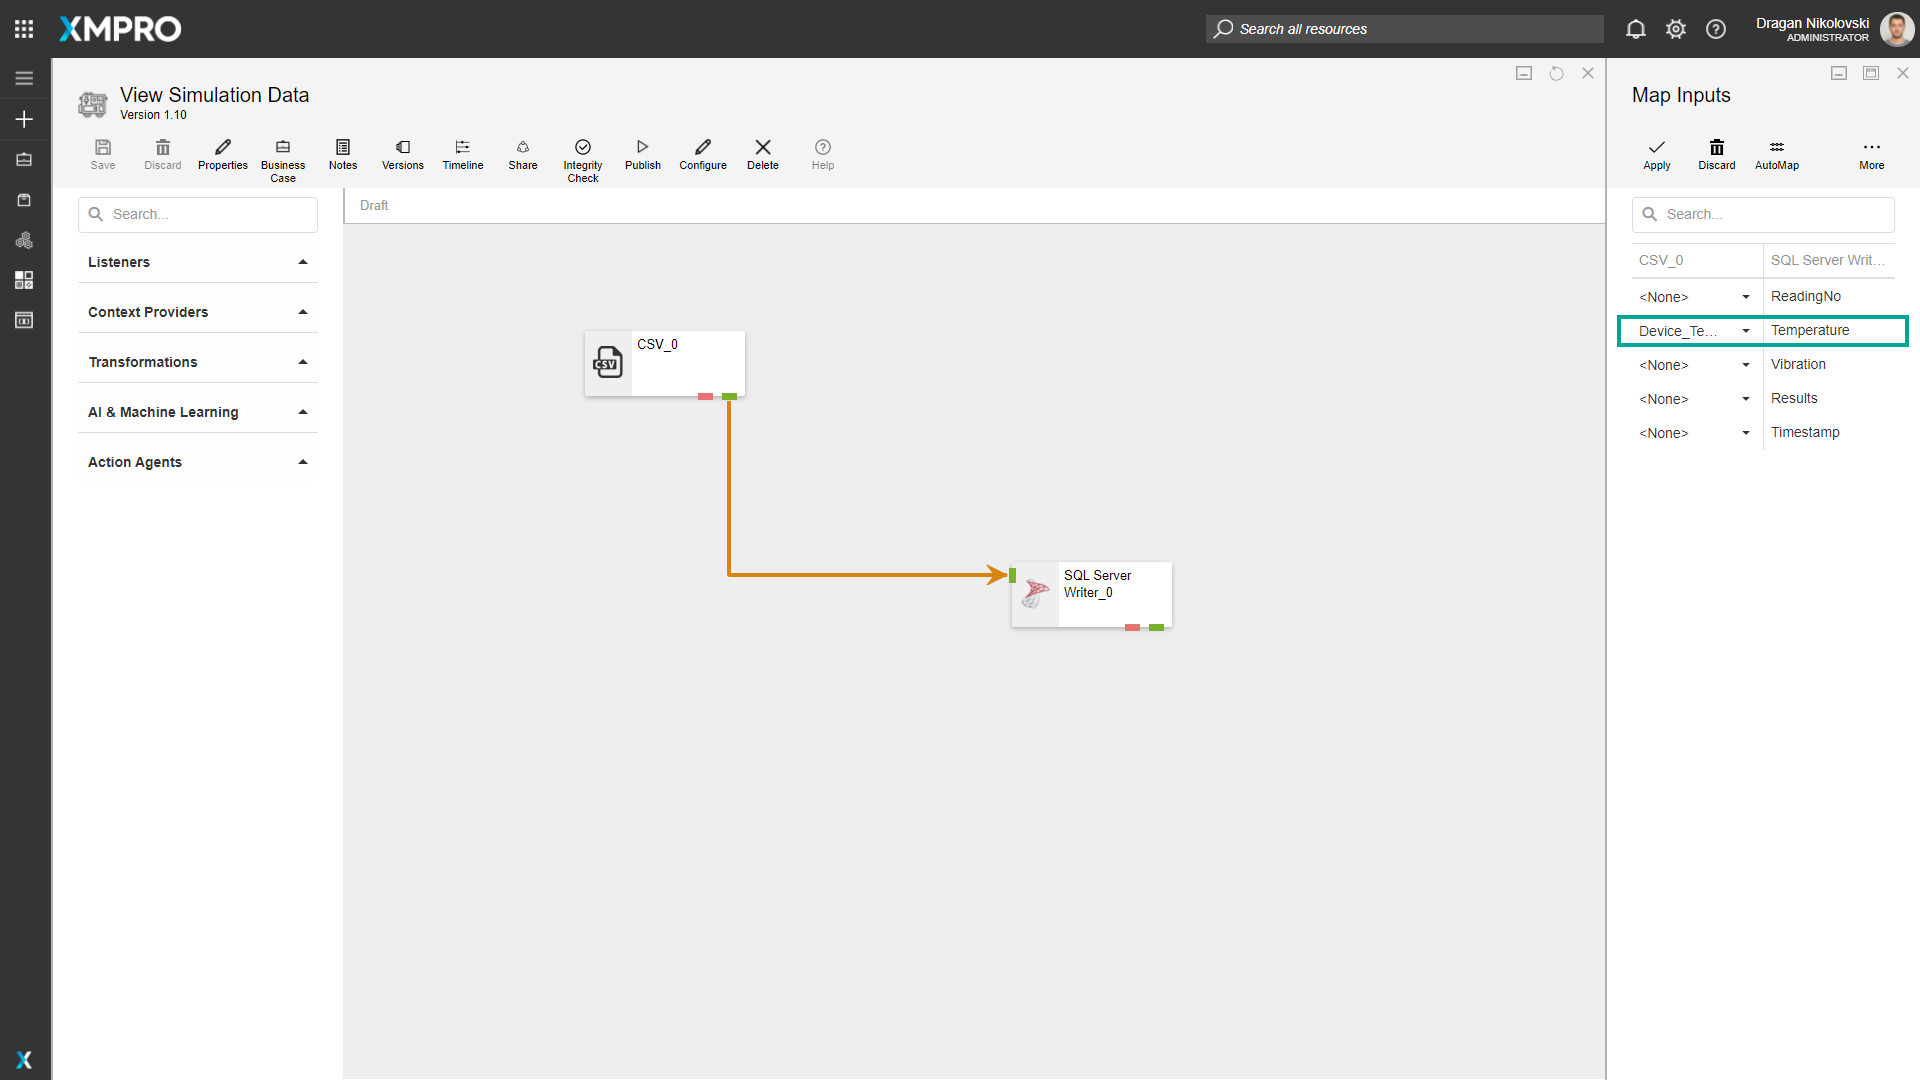 XMPRO
Search all resources
Dragan Nikolovski
ADMINISTRATOR
View Simulation Data
Version 1.10
Save
Discard
Properties
Business
Case
Notes
Versions
Timeline
Share
Integrity
Check
Publish
Configure
Delete
Help
Search...
Listeners
Context Providers
Transformations
AI & Machine Learning
Action Agents
Draft
CSV_0
CSV
SQL Server
Writer_0
Map Inputs
Apply
Discard
AutoMap
More
Search...
CSV_0 SQL Server Writ...
<None> ReadingNo
Device_Te... Temperature
<None> Vibration
<None> Results
<None> Timestamp